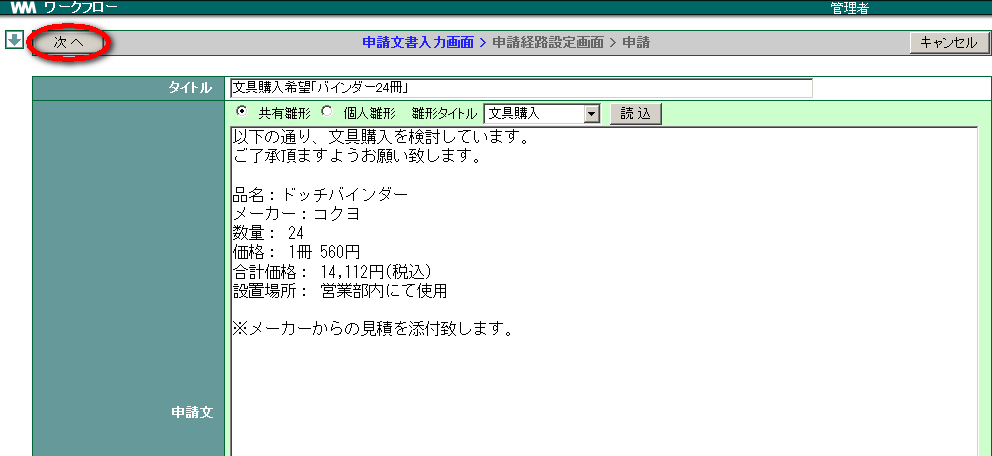 WM ワークフロー 管理者
次 へ 申請文書入力画面 > 申請経路設定画面 > 申請 キャンセル
タイトル 文具購入希望｢バインダー24冊｣
共有雛形 個人雛形 雛形タイトル 文具購入 読 込
以下の通り、文具購入を検討しています。
ご了承頂ますようお願い致します。
品名：ドッチバインダー
メーカー：コクヨ
数量： 24
価格： 1冊 560円
合計価格： 14,112円(税込)
設置場所： 営業部内にて使用
※メーカーからの見積を添付致します。
申請文